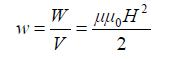 w = W/V = μμ₀H²/2